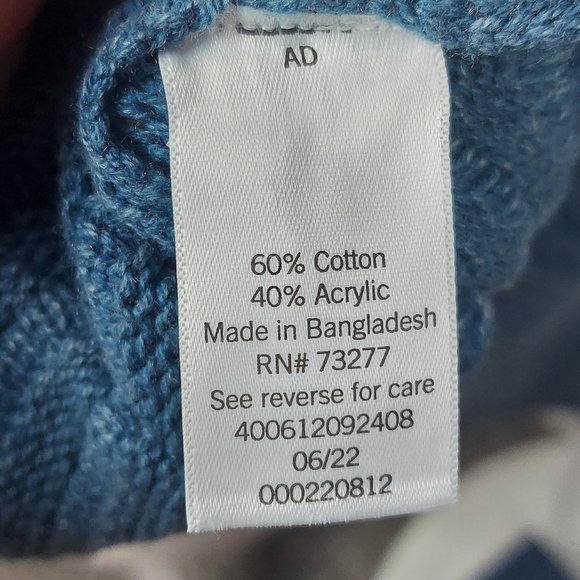 AD
60% Cotton
40% Acrylic
Made in Bangladesh
RN# 73277
See reverse for care
400612092408
06/22
000220812